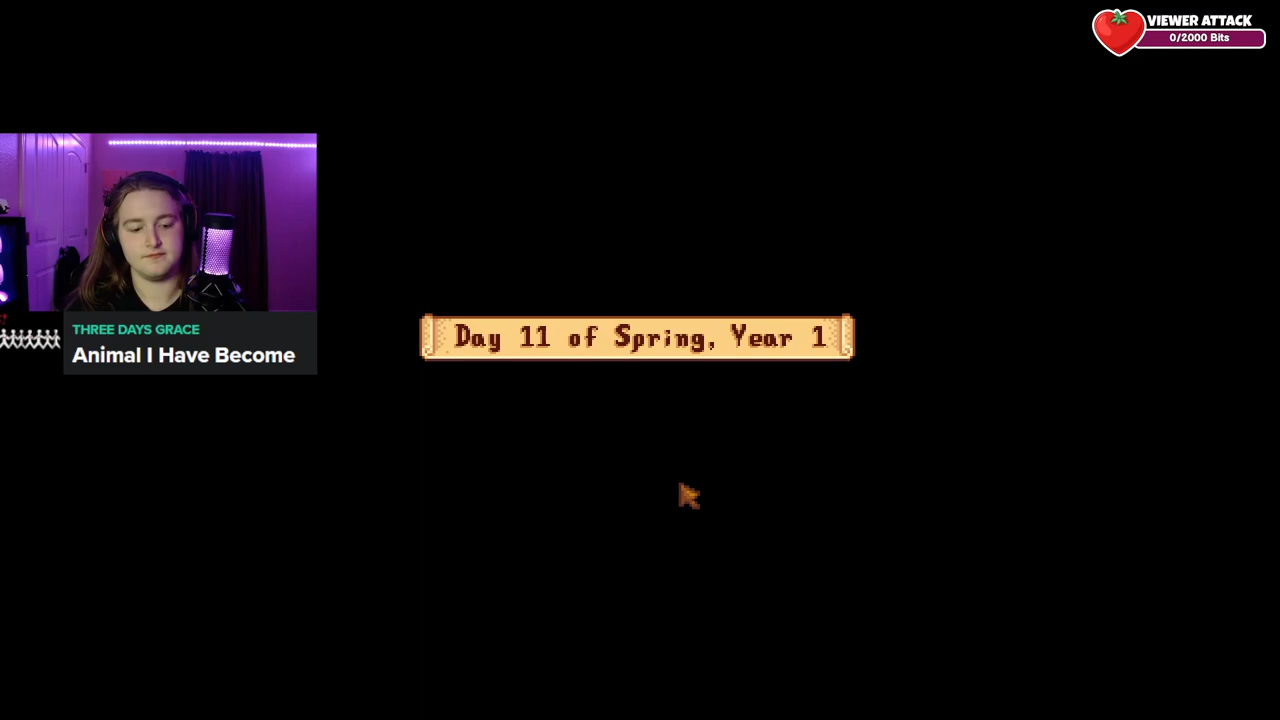 VIEWER ATTACK
0/2000 Bits
THREE DAYS GRACE
Animal I Have Become
Day 11 of Spring, Year 1